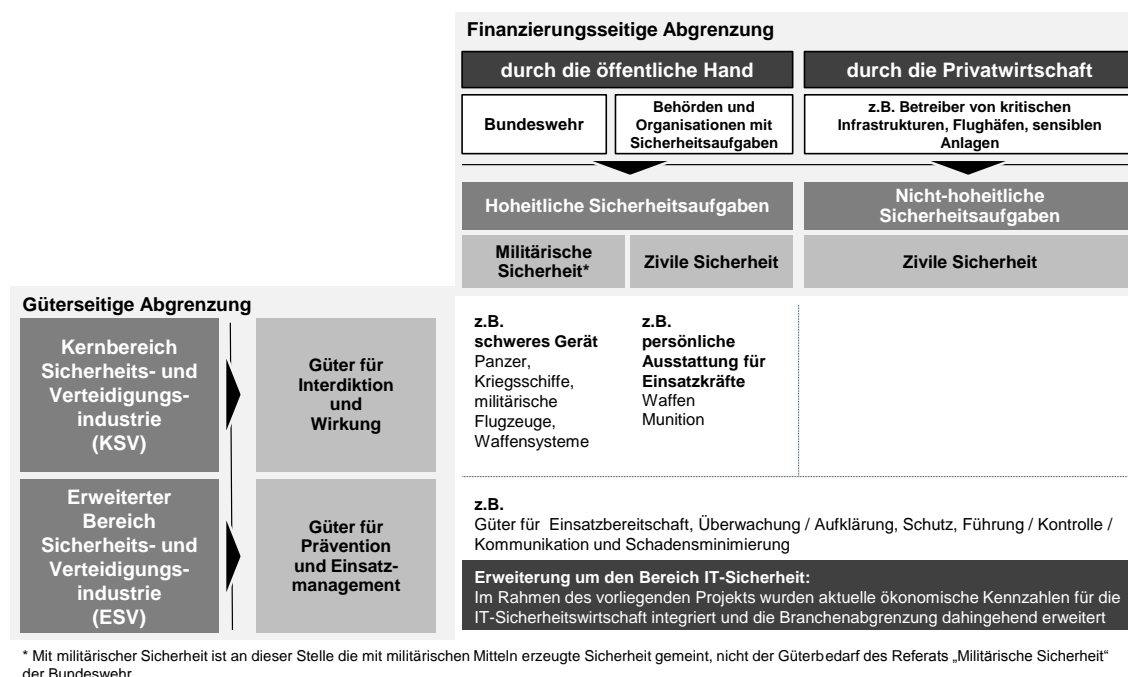 Finanzierungsseitige Abgrenzung
durch die öffentliche Hand
durch die Privatwirtschaft
Bundeswehr
Behörden und
Organisationen mit
Sicherheitsaufgaben
z.B. Betreiber von kritischen
Infrastrukturen, Flughäfen, sensiblen
Anlagen
Hoheitliche Sicherheitsaufgaben
Nicht-hoheitliche
Sicherheitsaufgaben
Militärische
Sicherheit*
Zivile Sicherheit
Zivile Sicherheit
Güterseitige Abgrenzung
Kernbereich
Sicherheits- und
Verteidigungs-
industrie
(KSV)
Güter für
Interdiktion
und
Wirkung
z.B.
schweres Gerät
Panzer,
Kriegsschiffe,
militärische
Flugzeuge,
Waffensysteme
z.B.
persönliche
Ausstattung für
Einsatzkräfte
Waffen
Munition
Erweiterter
Bereich
Sicherheits- und
Verteidigungs-
industrie
(ESV)
Güter für
Prävention
und Einsatz-
management
z.B.
Güter für Einsatzbereitschaft, Überwachung / Aufklärung, Schutz, Führung / Kontrolle /
Kommunikation und Schadensminimierung
Erweiterung um den Bereich IT-Sicherheit:
Im Rahmen des vorliegenden Projekts wurden aktuelle ökonomische Kennzahlen für die
IT-Sicherheitswirtschaft integriert und die Branchenabgrenzung dahingehend erweitert
* Mit militärischer Sicherheit ist an dieser Stelle die mit militärischen Mitteln erzeugte Sicherheit gemeint, nicht der Güterbedarf des Referats „Militärische Sicherheit“
der Bundeswehr